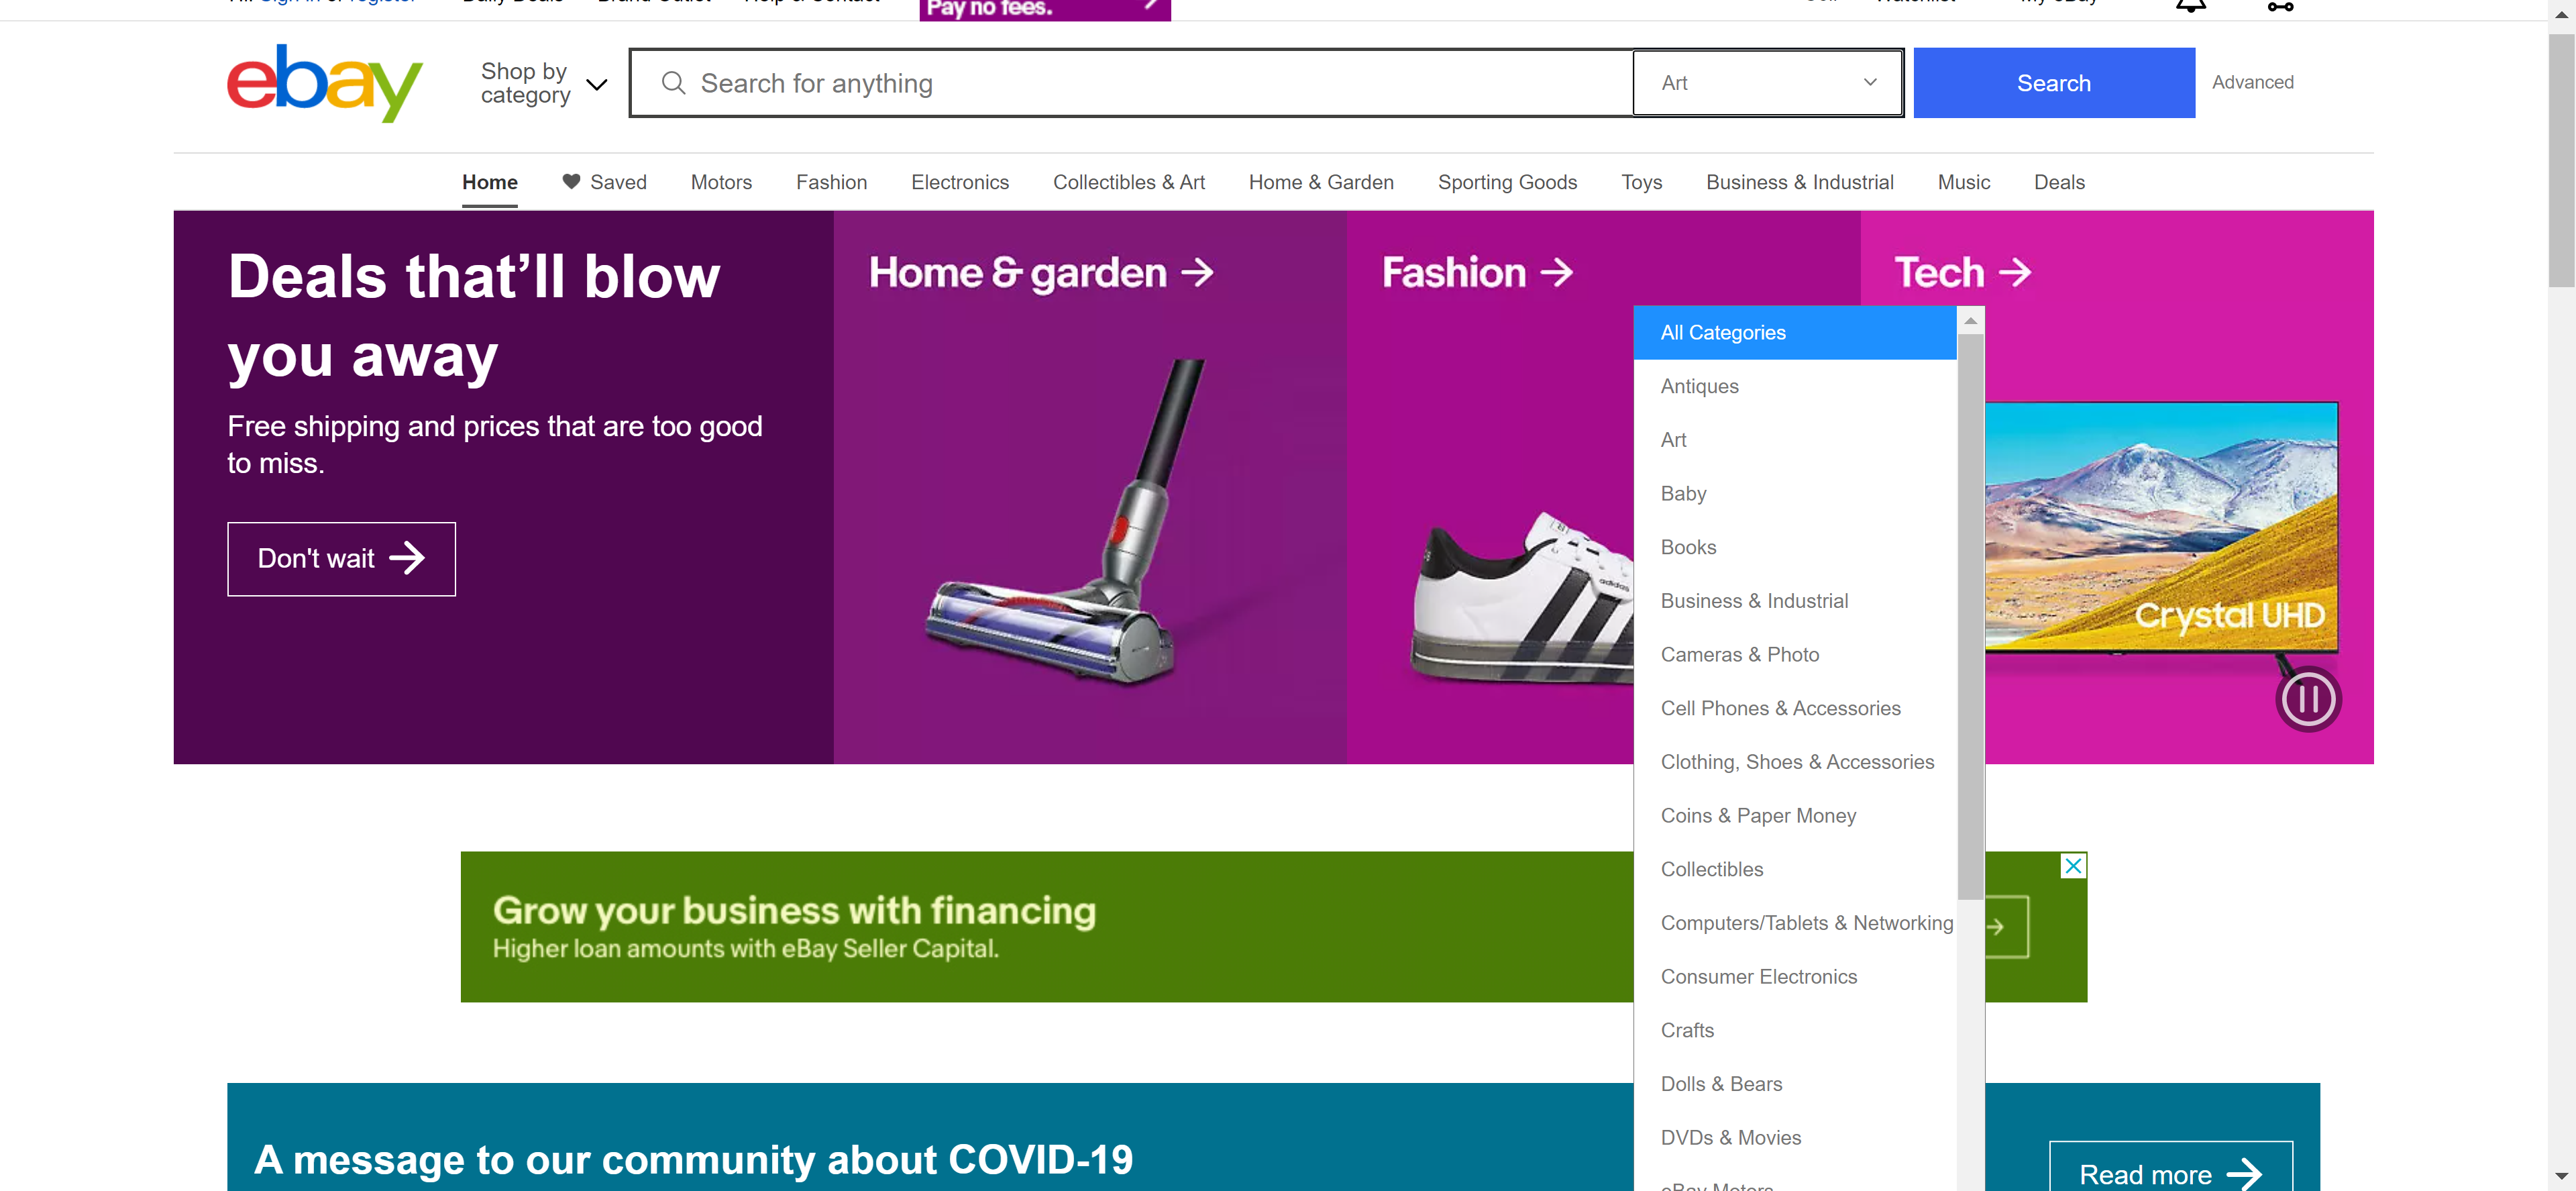 Pay no fees.
ebay
Shop by
category
Search for anything
Art
Search
Advanced
Home
Saved
Motors
Fashion
Electronics
Collectibles & Art
Home & Garden
Sporting Goods
Toys
Business & Industrial
Music
Deals
Deals that’ll blow
you away
Free shipping and prices that are too good
to miss.
Don't wait
Home & garden
Fashion
Tech
adidas
Crystal UHD
All Categories
Antiques
Art
Baby
Books
Business & Industrial
Cameras & Photo
Cell Phones & Accessories
Clothing, Shoes & Accessories
Coins & Paper Money
Collectibles
Computers/Tablets & Networking
Consumer Electronics
Crafts
Dolls & Bears
DVDs & Movies
eBay Motors
Grow your business with financing
Higher loan amounts with eBay Seller Capital.
A message to our community about COVID-19
Read more